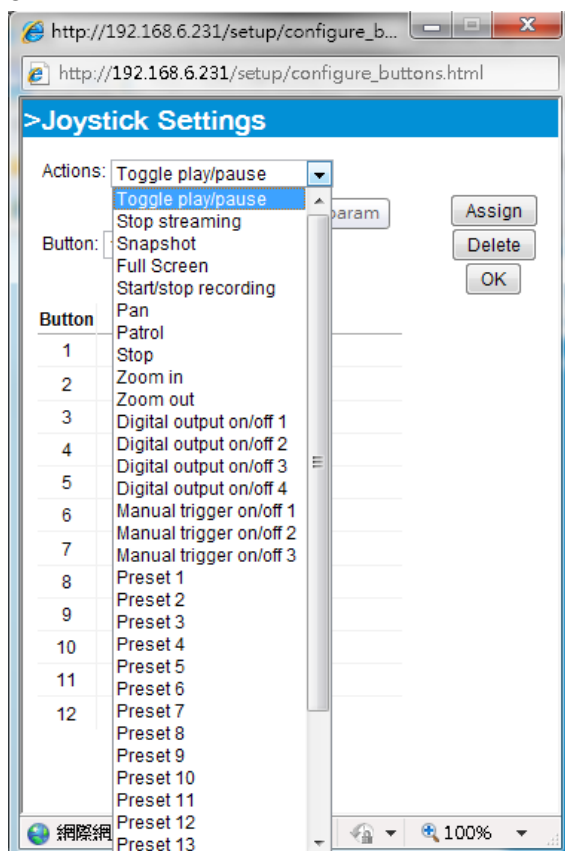 http://192.168.6.231/setup/configure_b...
http://192.168.6.231/setup/configure_buttons.html
>Joystick Settings
Actions: Toggle play/pause
Toggle play/pause
Stop streaming
param
Assign
Button:
Snapshot
Delete
Full Screen
Start/stop recording
OK
Button
Pan
Patrol
1
Stop
2
Zoom in
Zoom out
3
Digital output on/off 1
4
Digital output on/off 2
Digital output on/off 3
5
Digital output on/off 4
6
Manual trigger on/off 1
Manual trigger on/off 2
7
Manual trigger on/off 3
8
Preset 1
Preset 2
9
Preset 3
10
Preset 4
Preset 5
11
Preset 6
12
Preset 7
Preset 8
Preset 9
Preset 10
Preset 11
Preset 12
網際網
100%
Preset 13